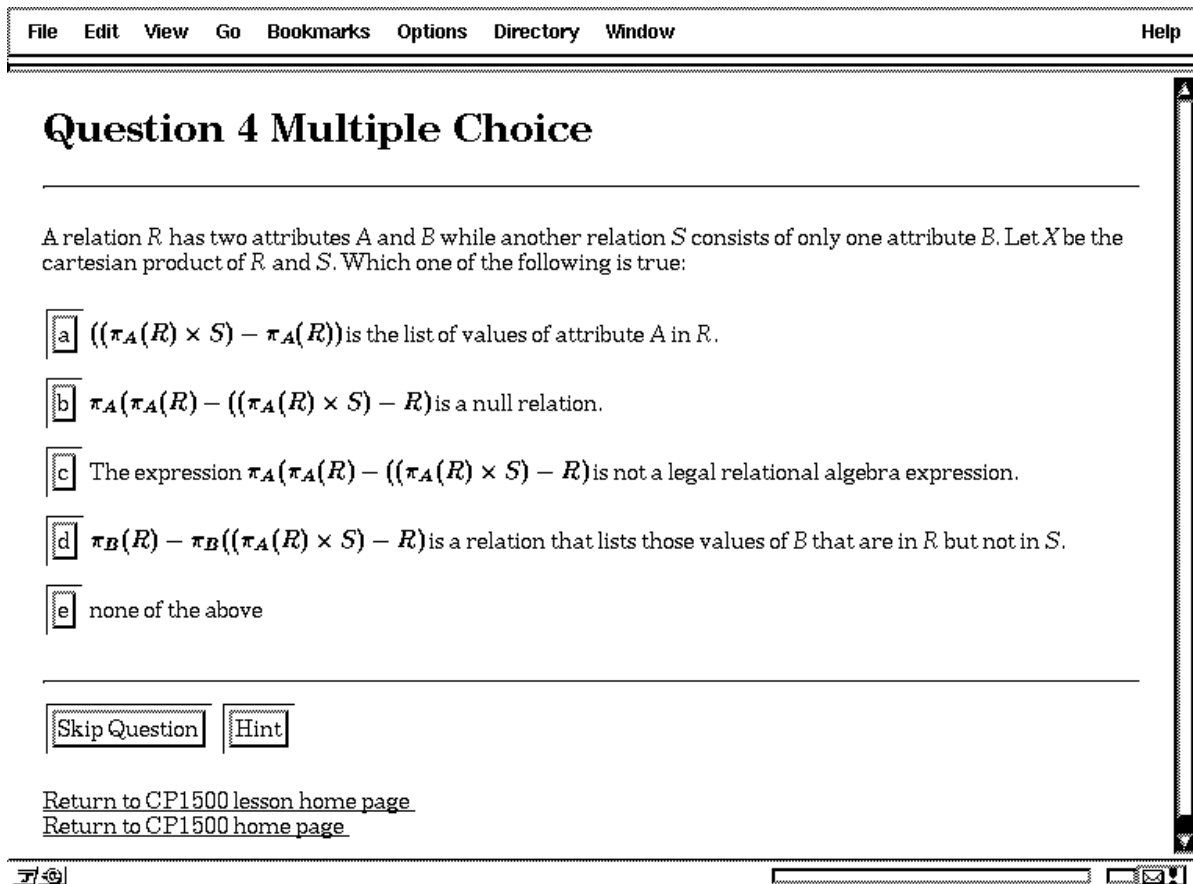 File Edit View Go Bookmarks Options Directory Window Help
Question 4 Multiple Choice
A relation R has two attributes A and B while another relation S consists of only one attribute B. Let X be the
cartesian product of R and S. Which one of the following is true:
a ((π_A(R) × S) − π_A(R)) is the list of values of attribute A in R.
b π_A(π_A(R) − ((π_A(R) × S) − R) is a null relation.
c The expression π_A(π_A(R) − ((π_A(R) × S) − R) is not a legal relational algebra expression.
d π_B(R) − π_B((π_A(R) × S) − R) is a relation that lists those values of B that are in R but not in S.
e none of the above
Skip Question Hint
Return to CP1500 lesson home page
Return to CP1500 home page